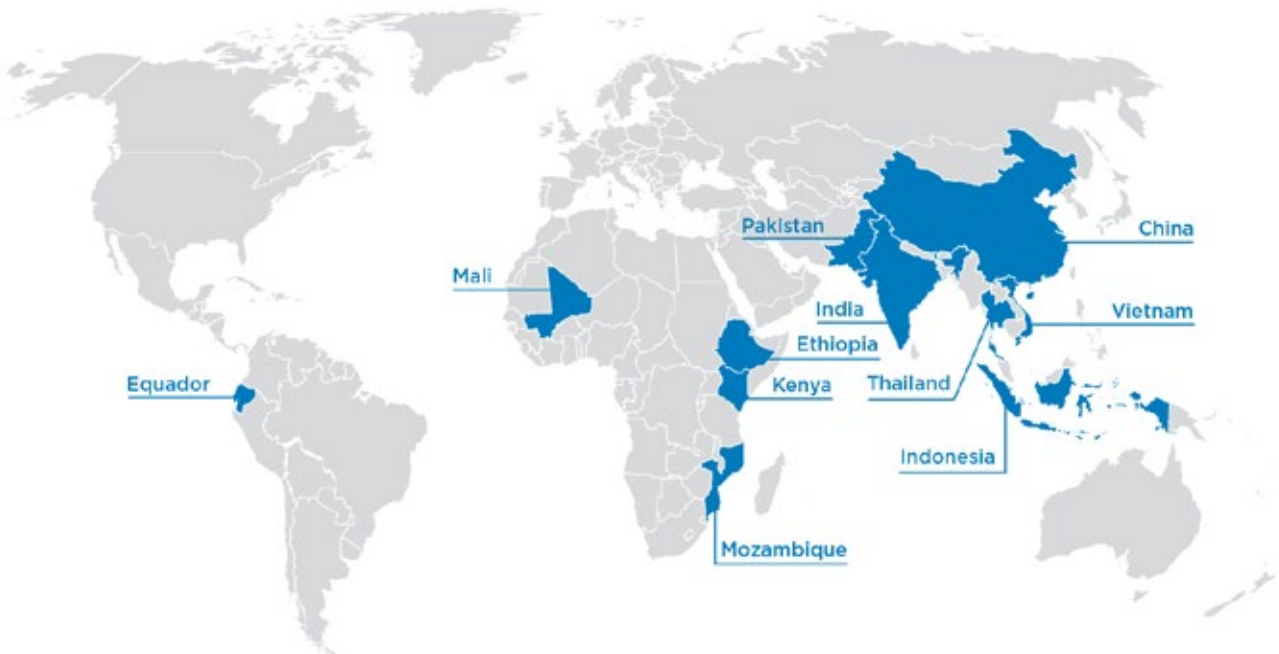 Pakistan
China
Mali
India
Vietnam
Ethiopia
Equador
Kenya
Thailand
Indonesia
Mozambique